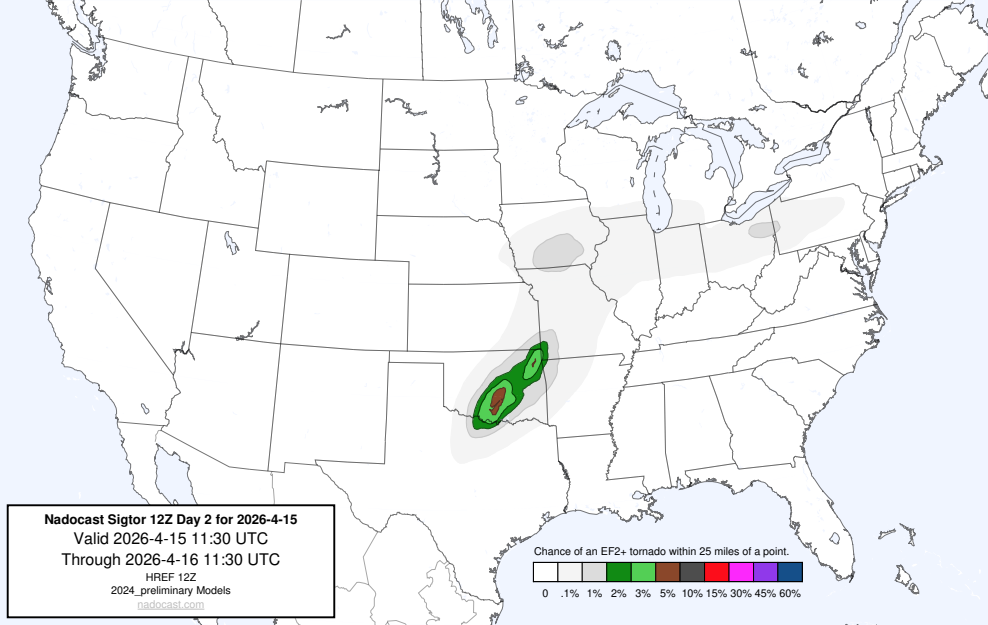 Nadocast Sigtor 12Z Day 2 for 2026-4-15
Valid 2026-4-15 11:30 UTC
Through 2026-4-16 11:30 UTC
HREF 12Z
2024_preliminary Models
nadocast.com
Chance of an EF2+ tornado within 25 miles of a point.
0 .1% 1% 2% 3% 5% 10% 15% 30% 45% 60%